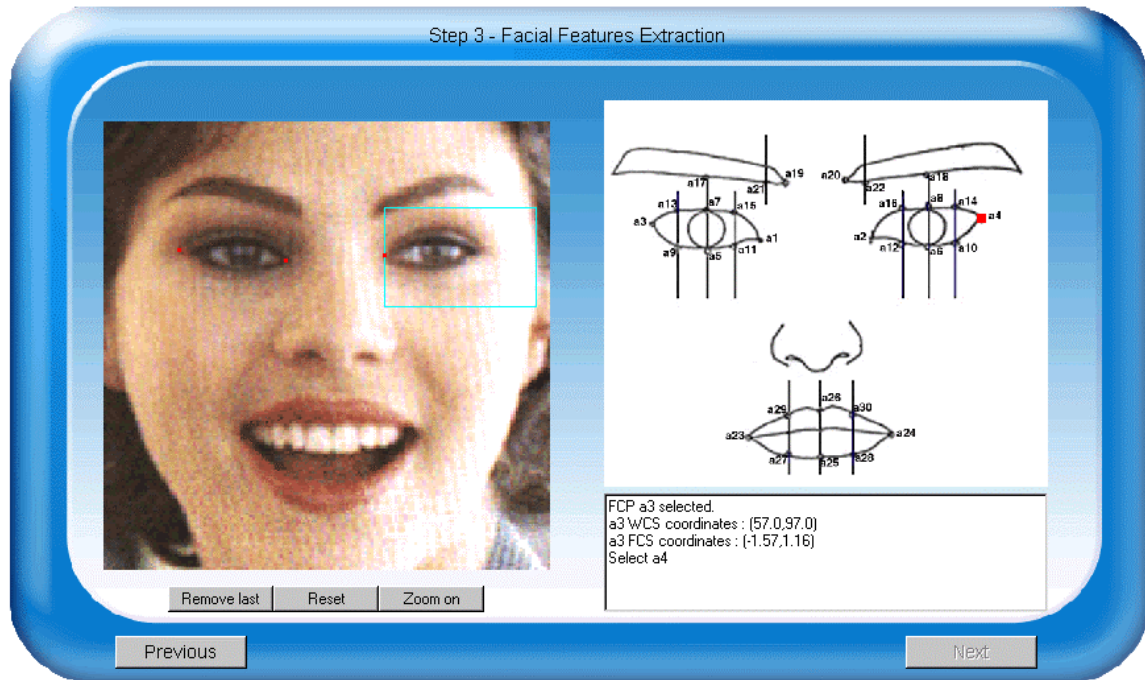 Step 3 - Facial Features Extraction
a17
a21
a19
a20
a22
a18
a13
a7
a15
a3
a1
a9
a5
a11
a16
a8
a14
a4
a2
a12
a6
a10
a29
a26
a30
a23
a24
a27
a25
a28
FCP a3 selected.
a3 WCS coordinates : (57.0,97.0)
a3 FCS coordinates : (-1.57,1.16)
Select a4
Remove last
Reset
Zoom on
Previous
Next